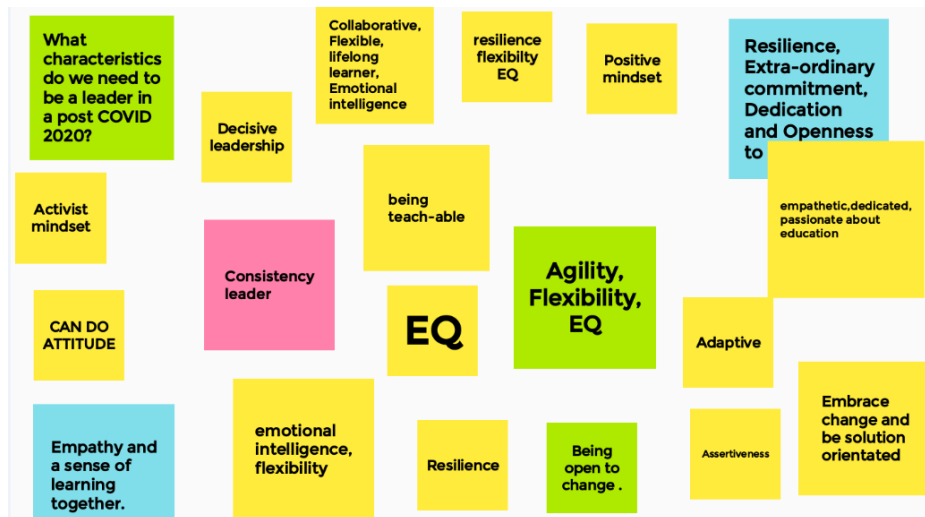 What
characteristics
do we need to
be a leader in
a post COVID
2020?
Collaborative,
Flexible,
lifelong
learner,
Emotional
intelligence
resilience
flexibilty
EQ
Positive
mindset
Resilience,
Extra-ordinary
commitment,
Dedication
and Openness
to
Decisive
leadership
Activist
mindset
being
teach-able
empathetic,dedicated,
passionate about
education
Consistency
leader
Agility,
Flexibility,
EQ
CAN DO
ATTITUDE
EQ
Adaptive
Empathy and
a sense of
learning
together.
emotional
intelligence,
flexibility
Resilience
Being
open to
change .
Assertiveness
Embrace
change and
be solution
orientated